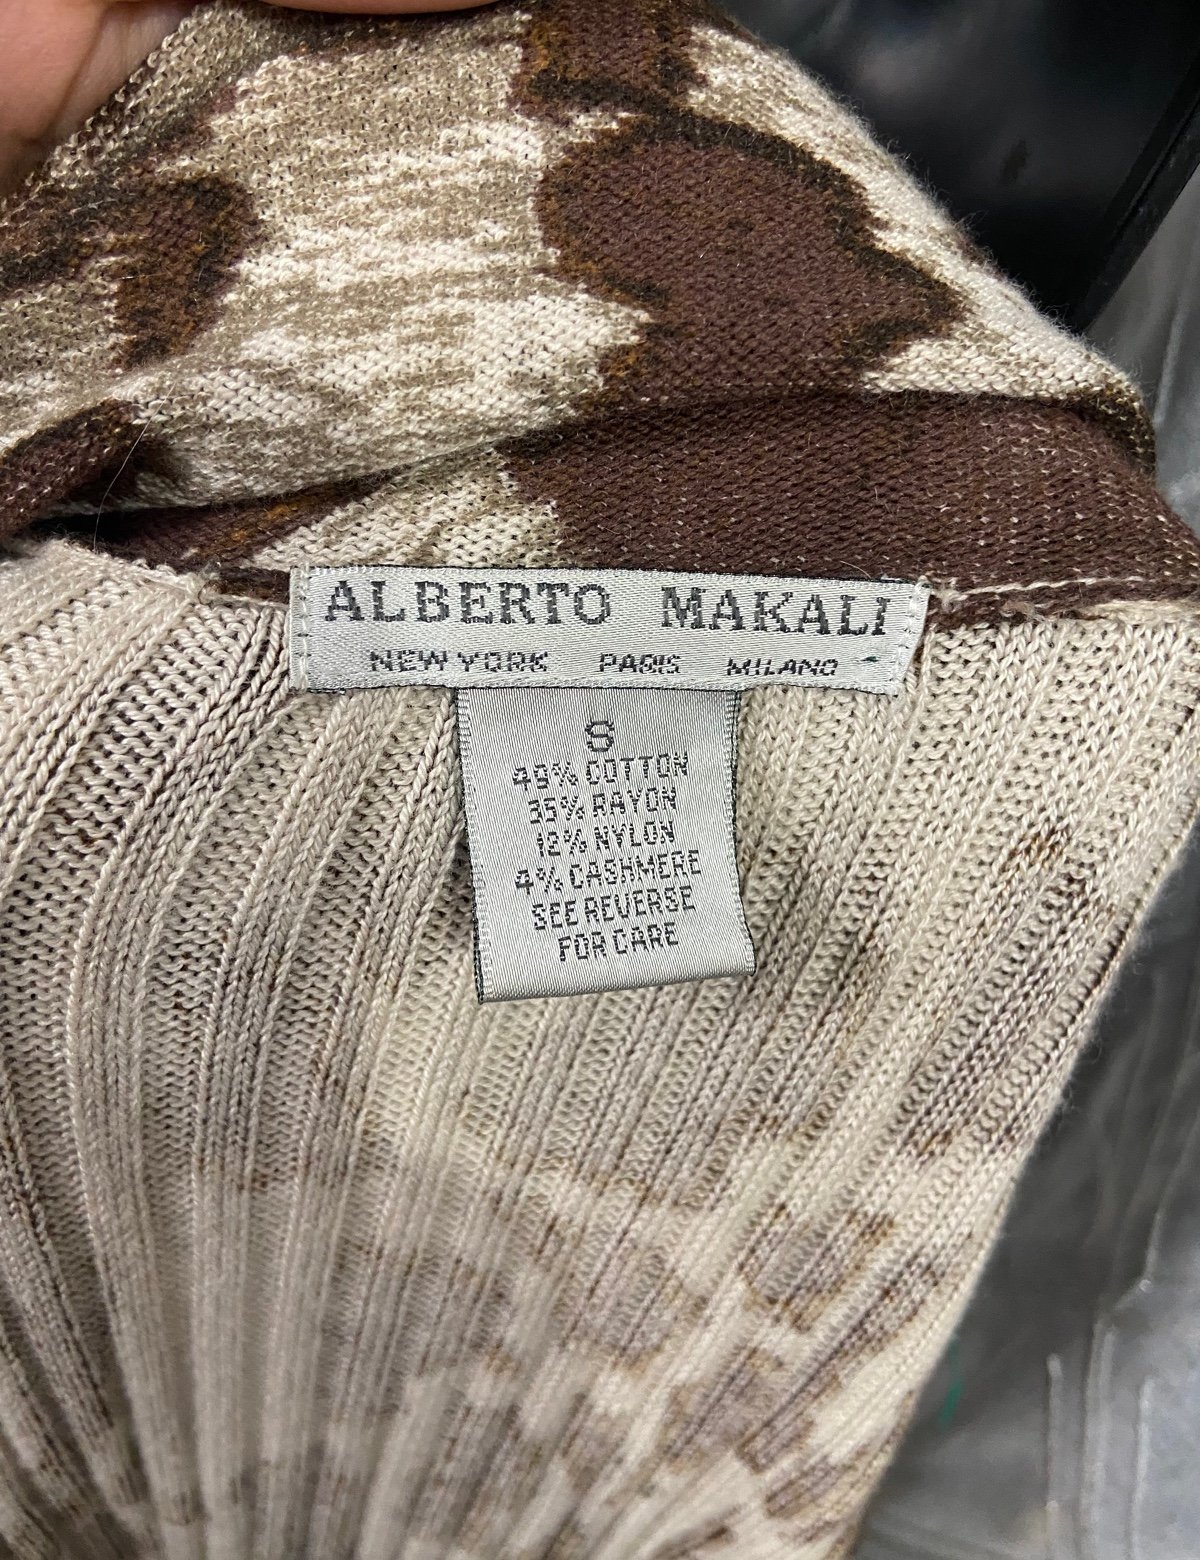 ALBERTO MAKALI
NEW YORK PARIS MILANO
S
49% COTTON
35% RAYON
12% NYLON
4% CASHMERE
SEE REVERSE
FOR CARE